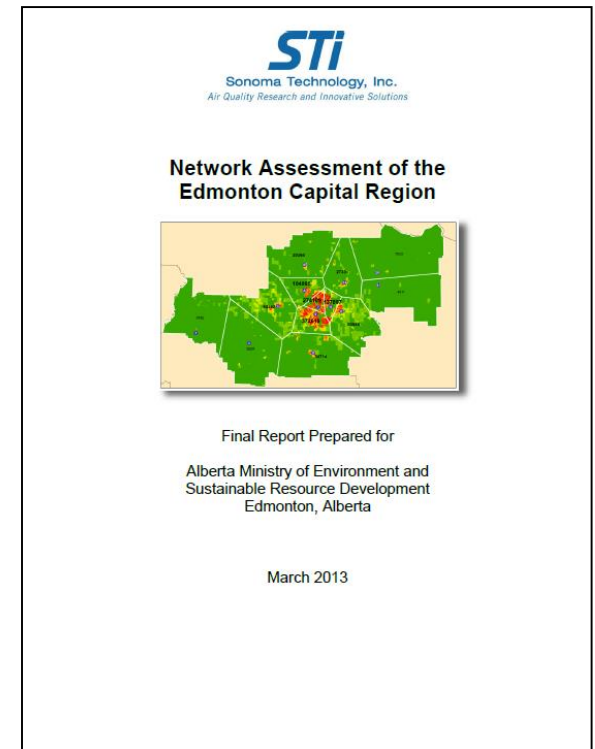 STi
Sonoma Technology, Inc.
Air Quality Research and Innovative Solutions
Network Assessment of the
Edmonton Capital Region
Final Report Prepared for
Alberta Ministry of Environment and
Sustainable Resource Development
Edmonton, Alberta
March 2013